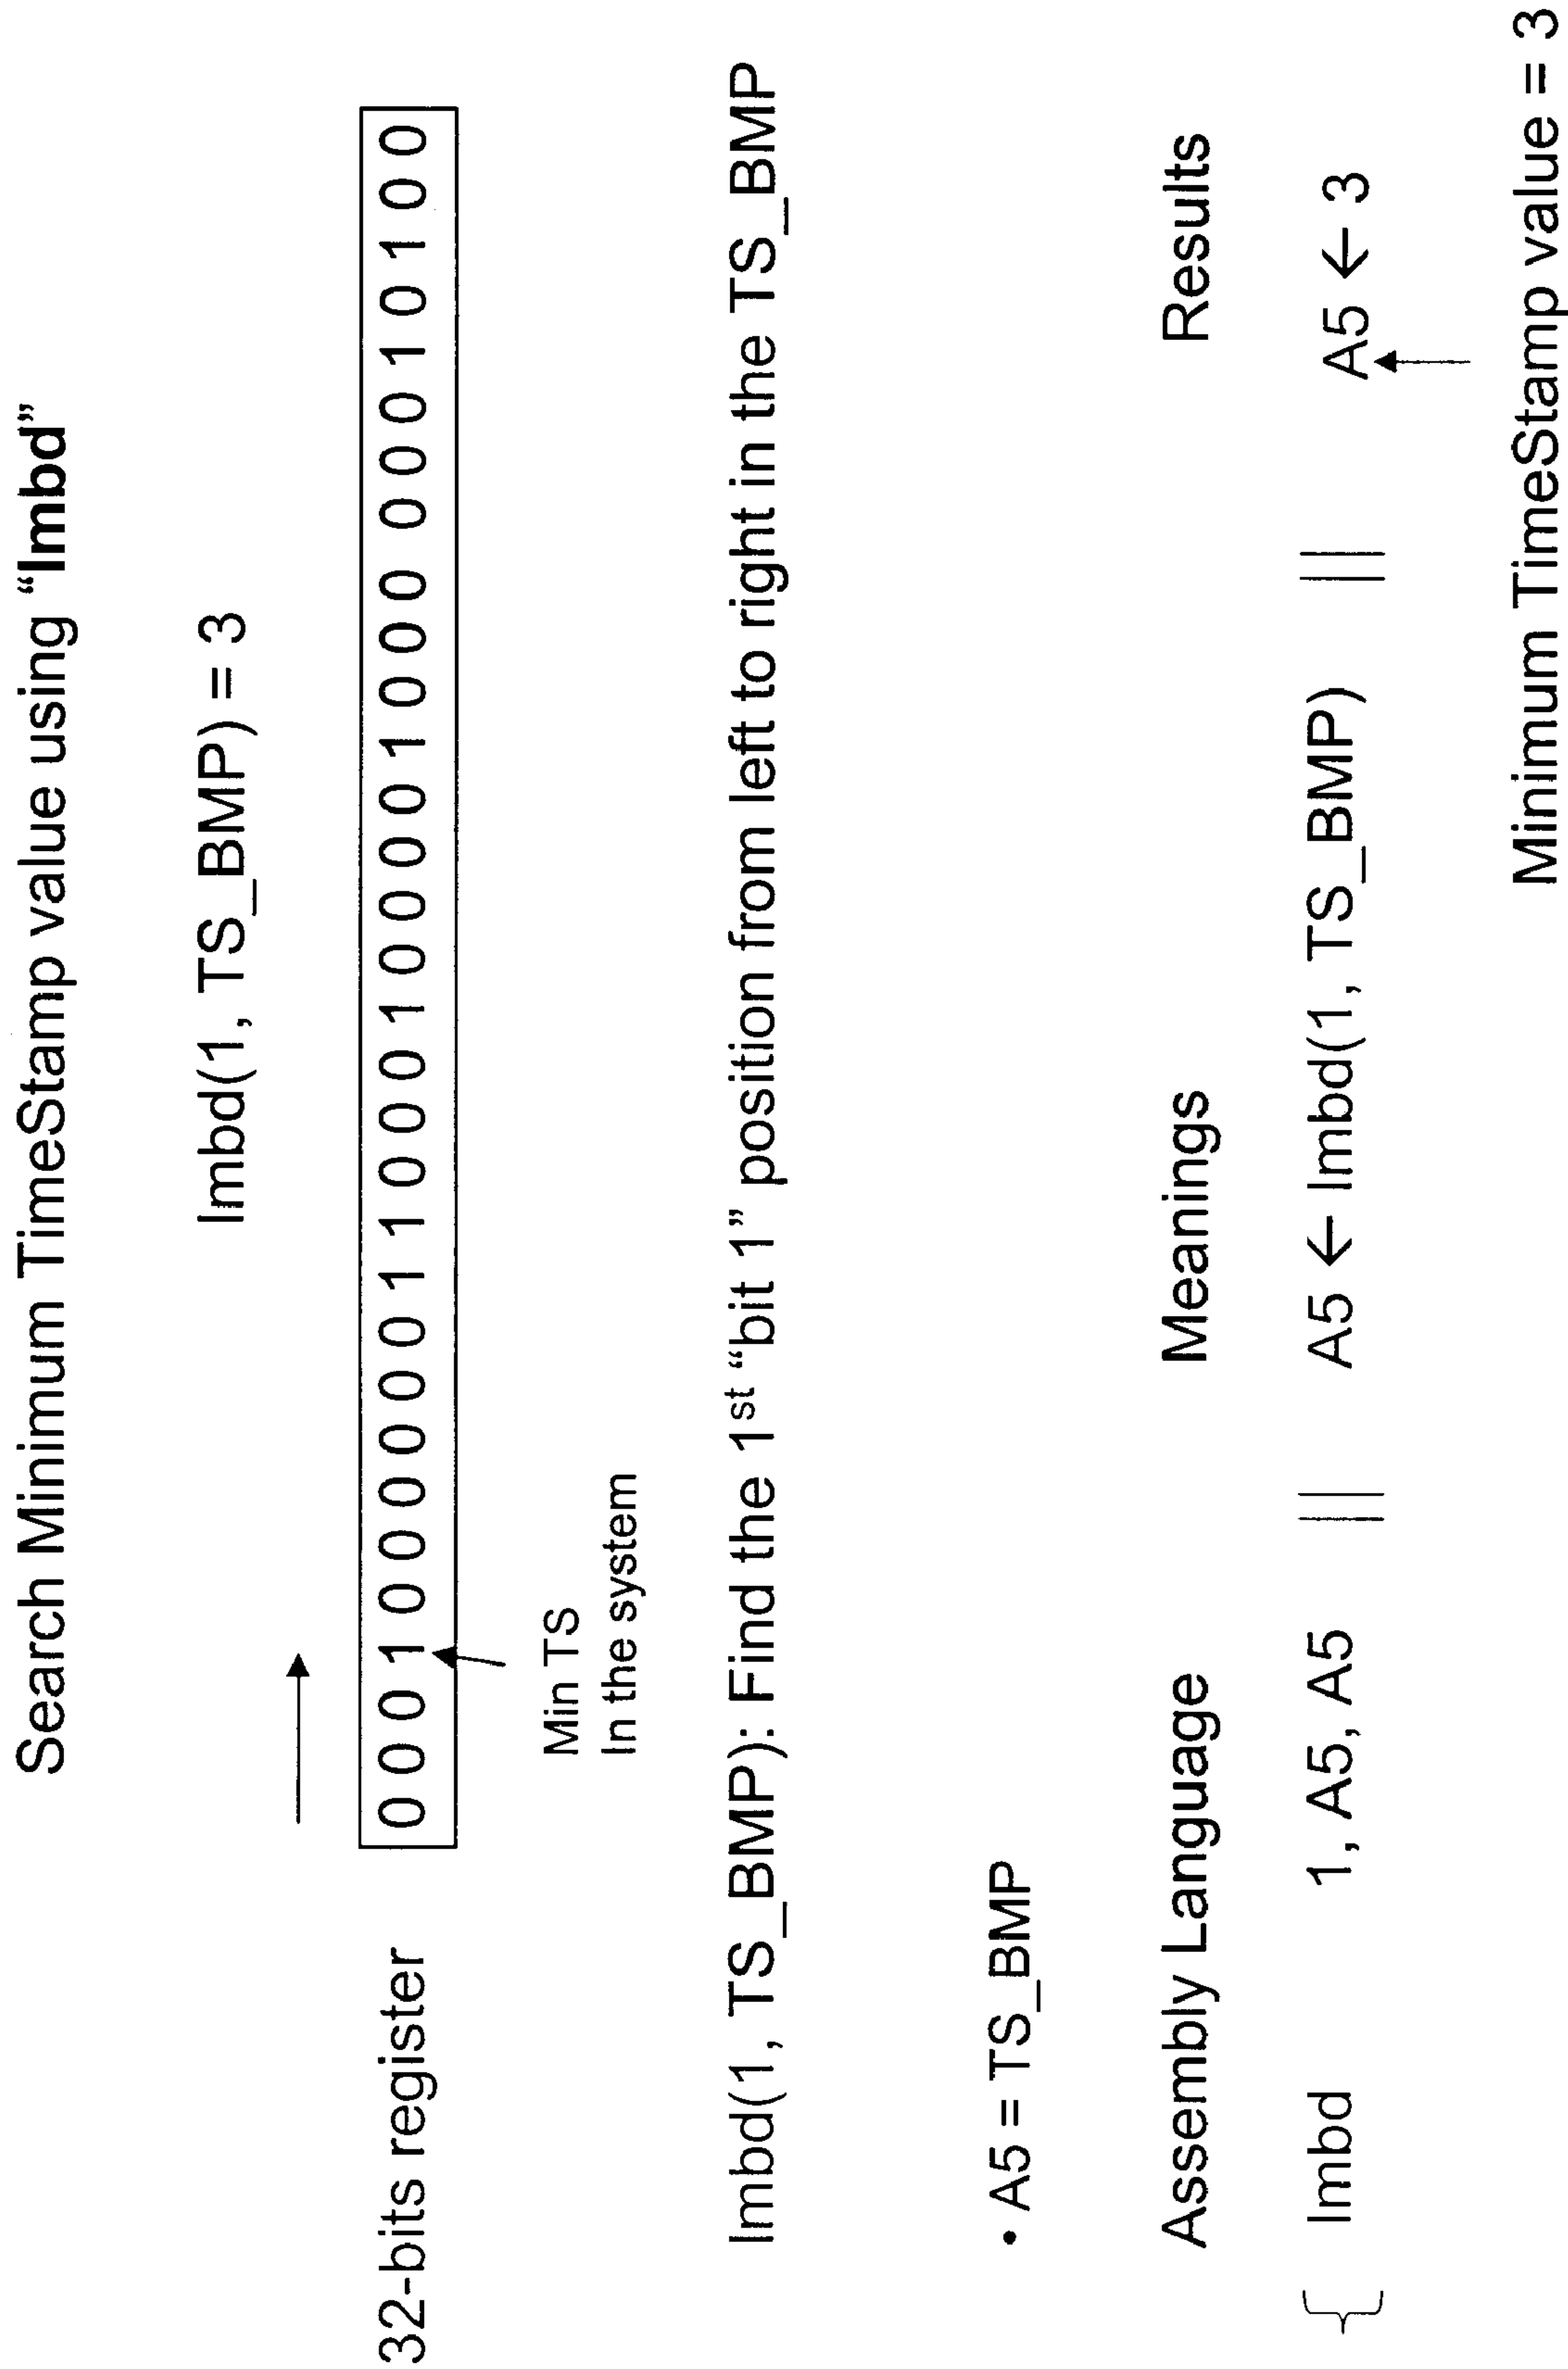 Search Minimum TimeStamp value using “lmbd”
lmbd(1, TS_BMP) = 3
32-bits register 0 0 0 1 0 0 0 0 0 0 1 1 0 0 0 1 0 0 0 0 1 0 0 0 0 0 0 1 0 1 0 0
Min TS
In the system
lmbd(1, TS_BMP): Find the 1st “bit 1” position from left to right in the TS_BMP
• A5 = TS_BMP
Assembly Language Meanings Results
lmbd 1, A5, A5 || A5 ← lmbd(1, TS_BMP) || A5 ← 3
Minimum TimeStamp value = 3